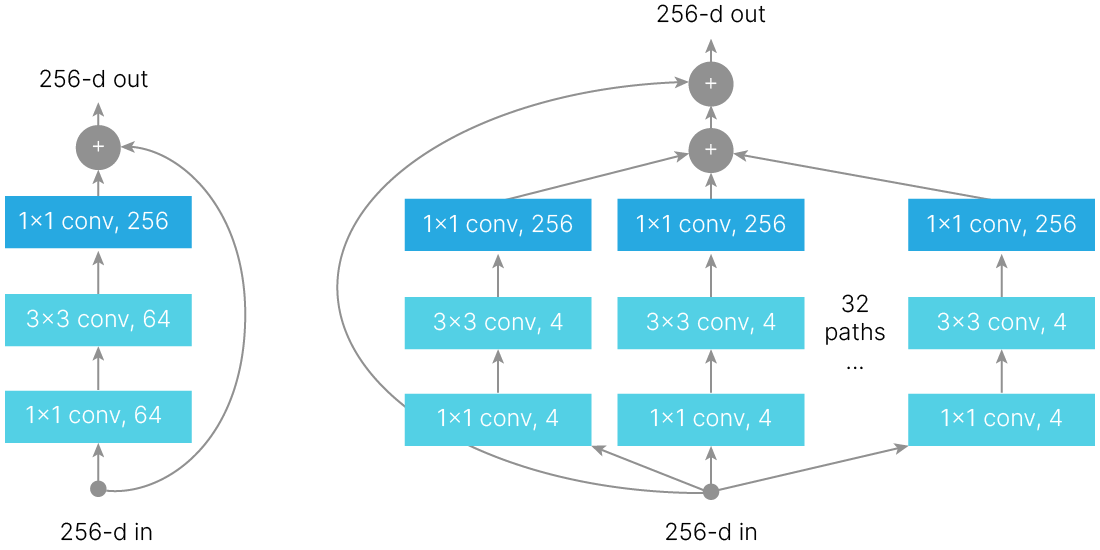 256-d out
+
1×1 conv, 256
3×3 conv, 64
1×1 conv, 64
256-d in
256-d out
+
+
1×1 conv, 256
1×1 conv, 256
1×1 conv, 256
3×3 conv, 4
3×3 conv, 4
32
paths
...
3×3 conv, 4
1×1 conv, 4
1×1 conv, 4
1×1 conv, 4
256-d in